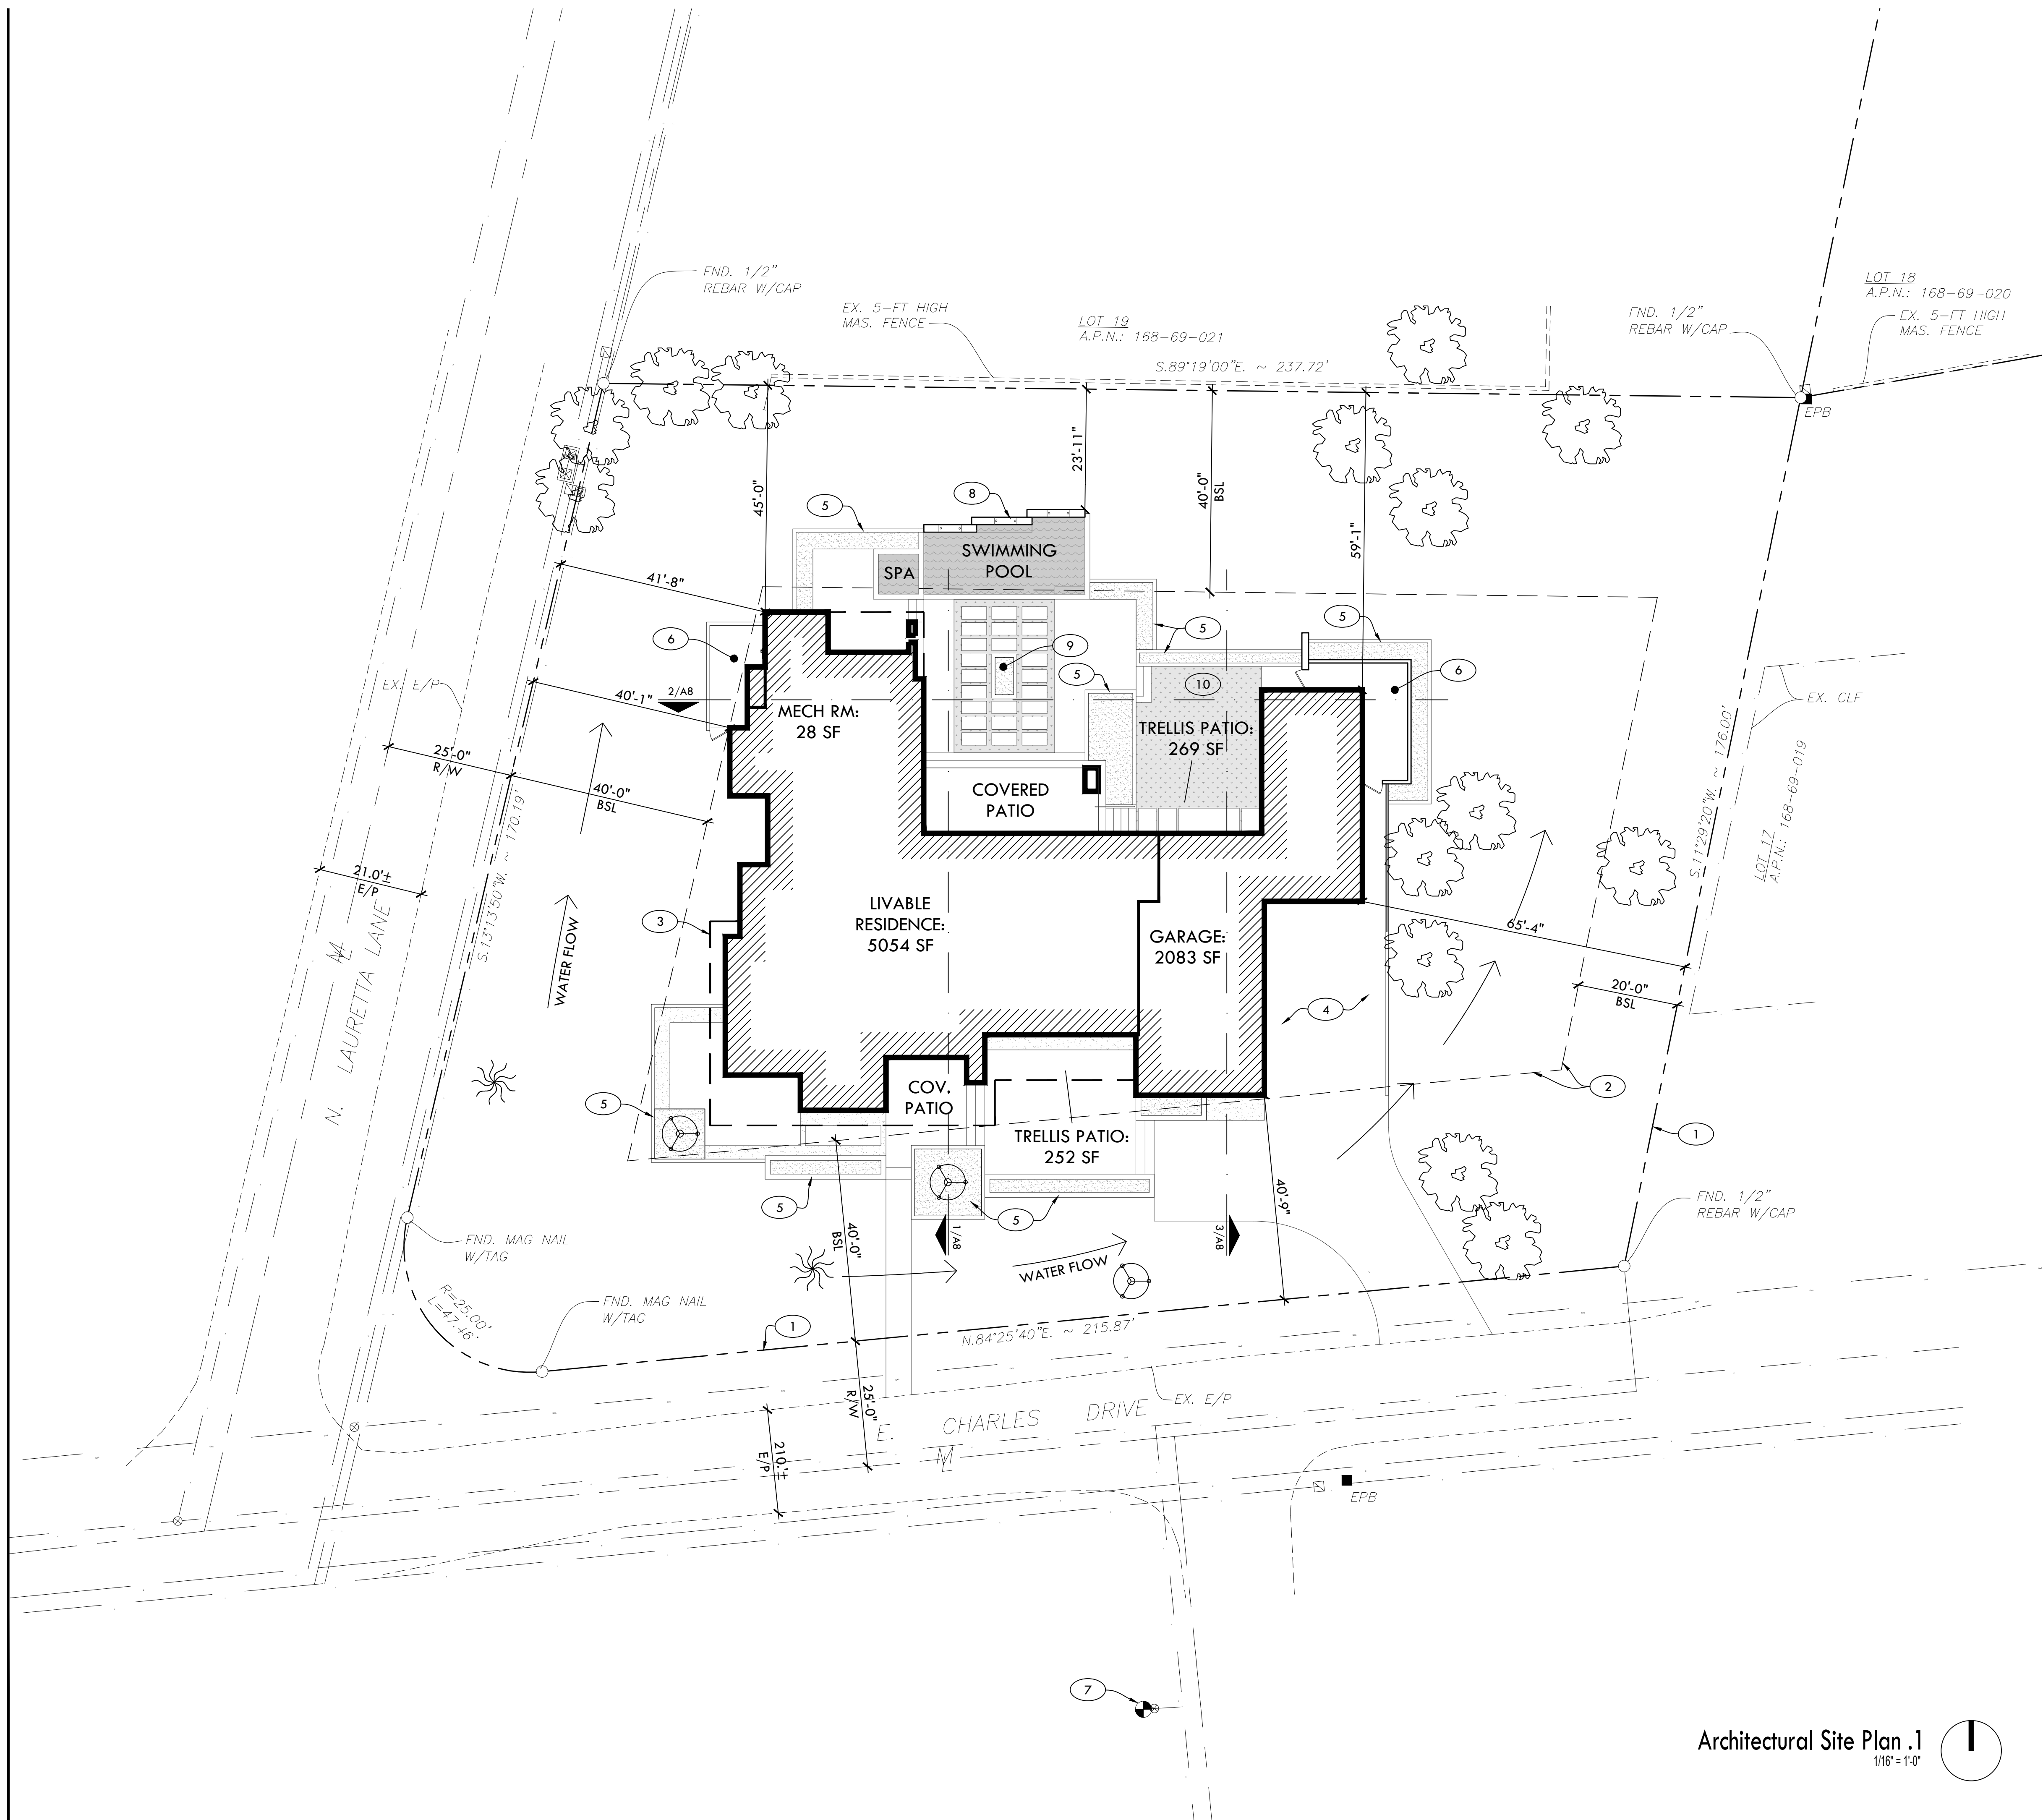 FND. 1/2"
REBAR W/CAP
EX. 5-FT HIGH
MAS. FENCE
LOT 19
A.P.N.: 168-69-021
S.89°19'00"E. ~ 237.72'
FND. 1/2"
REBAR W/CAP
LOT 18
A.P.N.: 168-69-020
EX. 5-FT HIGH
MAS. FENCE
EPB
45'-0"
23'-11"
40'-0"
BSL
59'-1"
5
8
SWIMMING
POOL
SPA
41'-8"
6
5
9
5
5
6
10
EX. E/P
40'-1"
2/A8
MECH RM:
28 SF
TRELLIS PATIO:
269 SF
EX. CLF
25'-0"
R/W
40'-0"
BSL
COVERED
PATIO
S.11°29'20"W. ~ 176.00'
LOT 17
A.P.N.: 168-69-019
21.0'±
E/P
S.13°13'50"W. ~ 170.19'
N. LAURETTA LANE
WATER FLOW
3
LIVABLE
RESIDENCE:
5054 SF
GARAGE:
2083 SF
65'-4"
20'-0"
BSL
4
2
5
COV.
PATIO
TRELLIS PATIO:
252 SF
1
5
5
40'-0"
BSL
1/A8
3/A8
40'-9"
FND. 1/2"
REBAR W/CAP
FND. MAG NAIL
W/TAG
WATER FLOW
R=25.00'
L=47.46'
FND. MAG NAIL
W/TAG
1
N.84°25'40"E. ~ 215.87'
25'-0"
R/W
EX. E/P
E. CHARLES DRIVE
210.'±
E/P
EPB
7
Architectural Site Plan .1
1/16" = 1'-0"